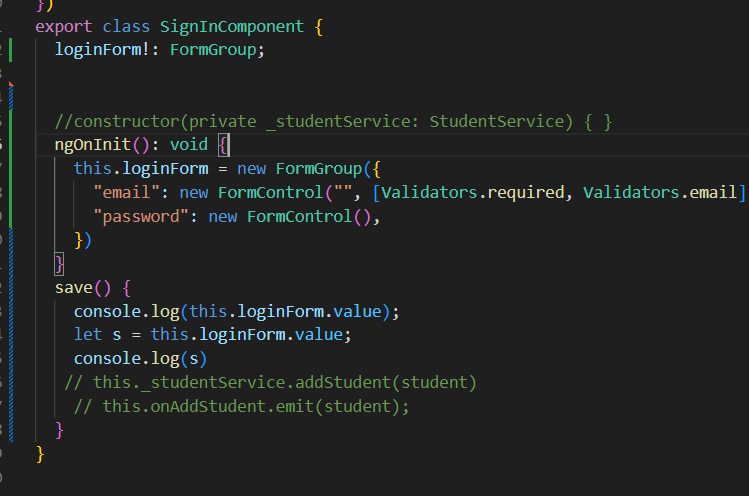 })
export class SignInComponent {
loginForm!: FormGroup;
//constructor(private _studentService: StudentService) { }
ngOnInit(): void {
this.loginForm = new FormGroup({
"email": new FormControl("", [Validators.required, Validators.email]
"password": new FormControl(),
})
}
save() {
console.log(this.loginForm.value);
let s = this.loginForm.value;
console.log(s)
// this._studentService.addStudent(student)
// this.onAddStudent.emit(student);
}
}